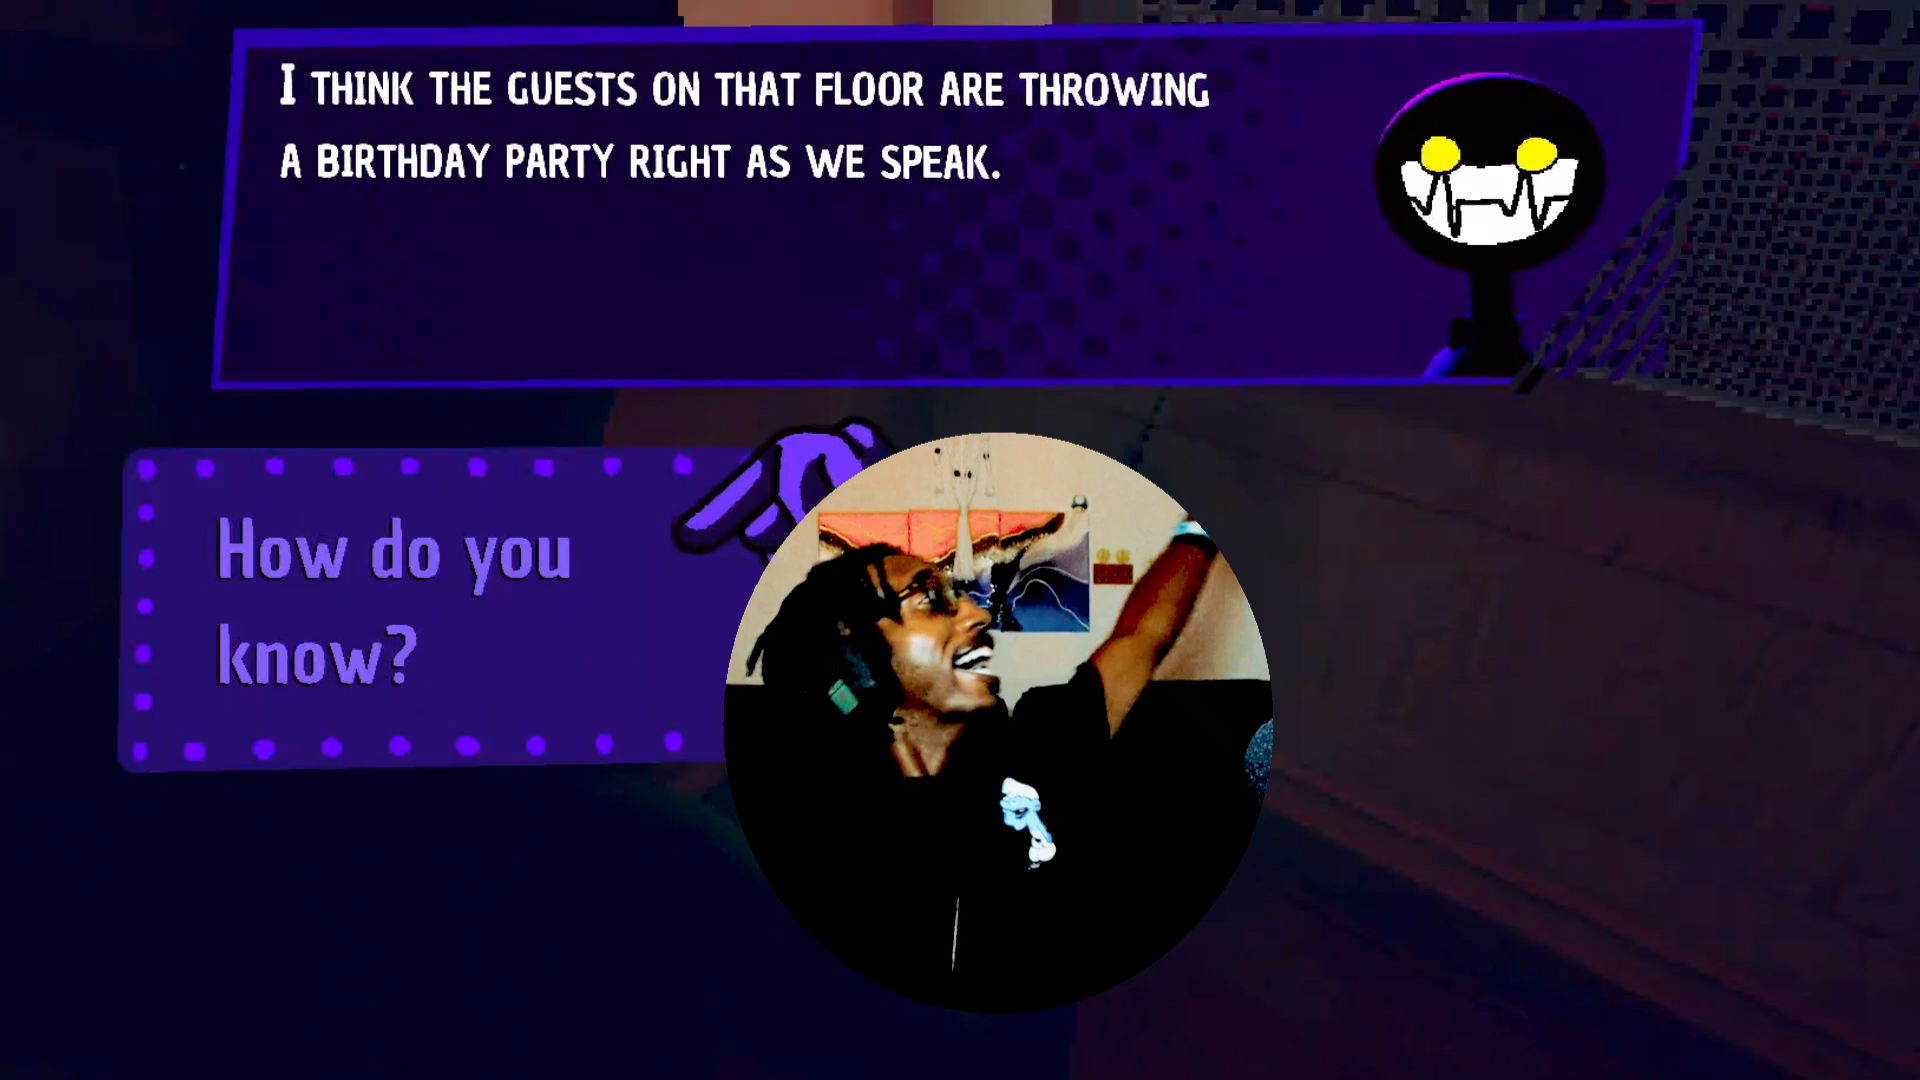 I THINK THE GUESTS ON THAT FLOOR ARE THROWING
A BIRTHDAY PARTY RIGHT AS WE SPEAK.
How do you
know?